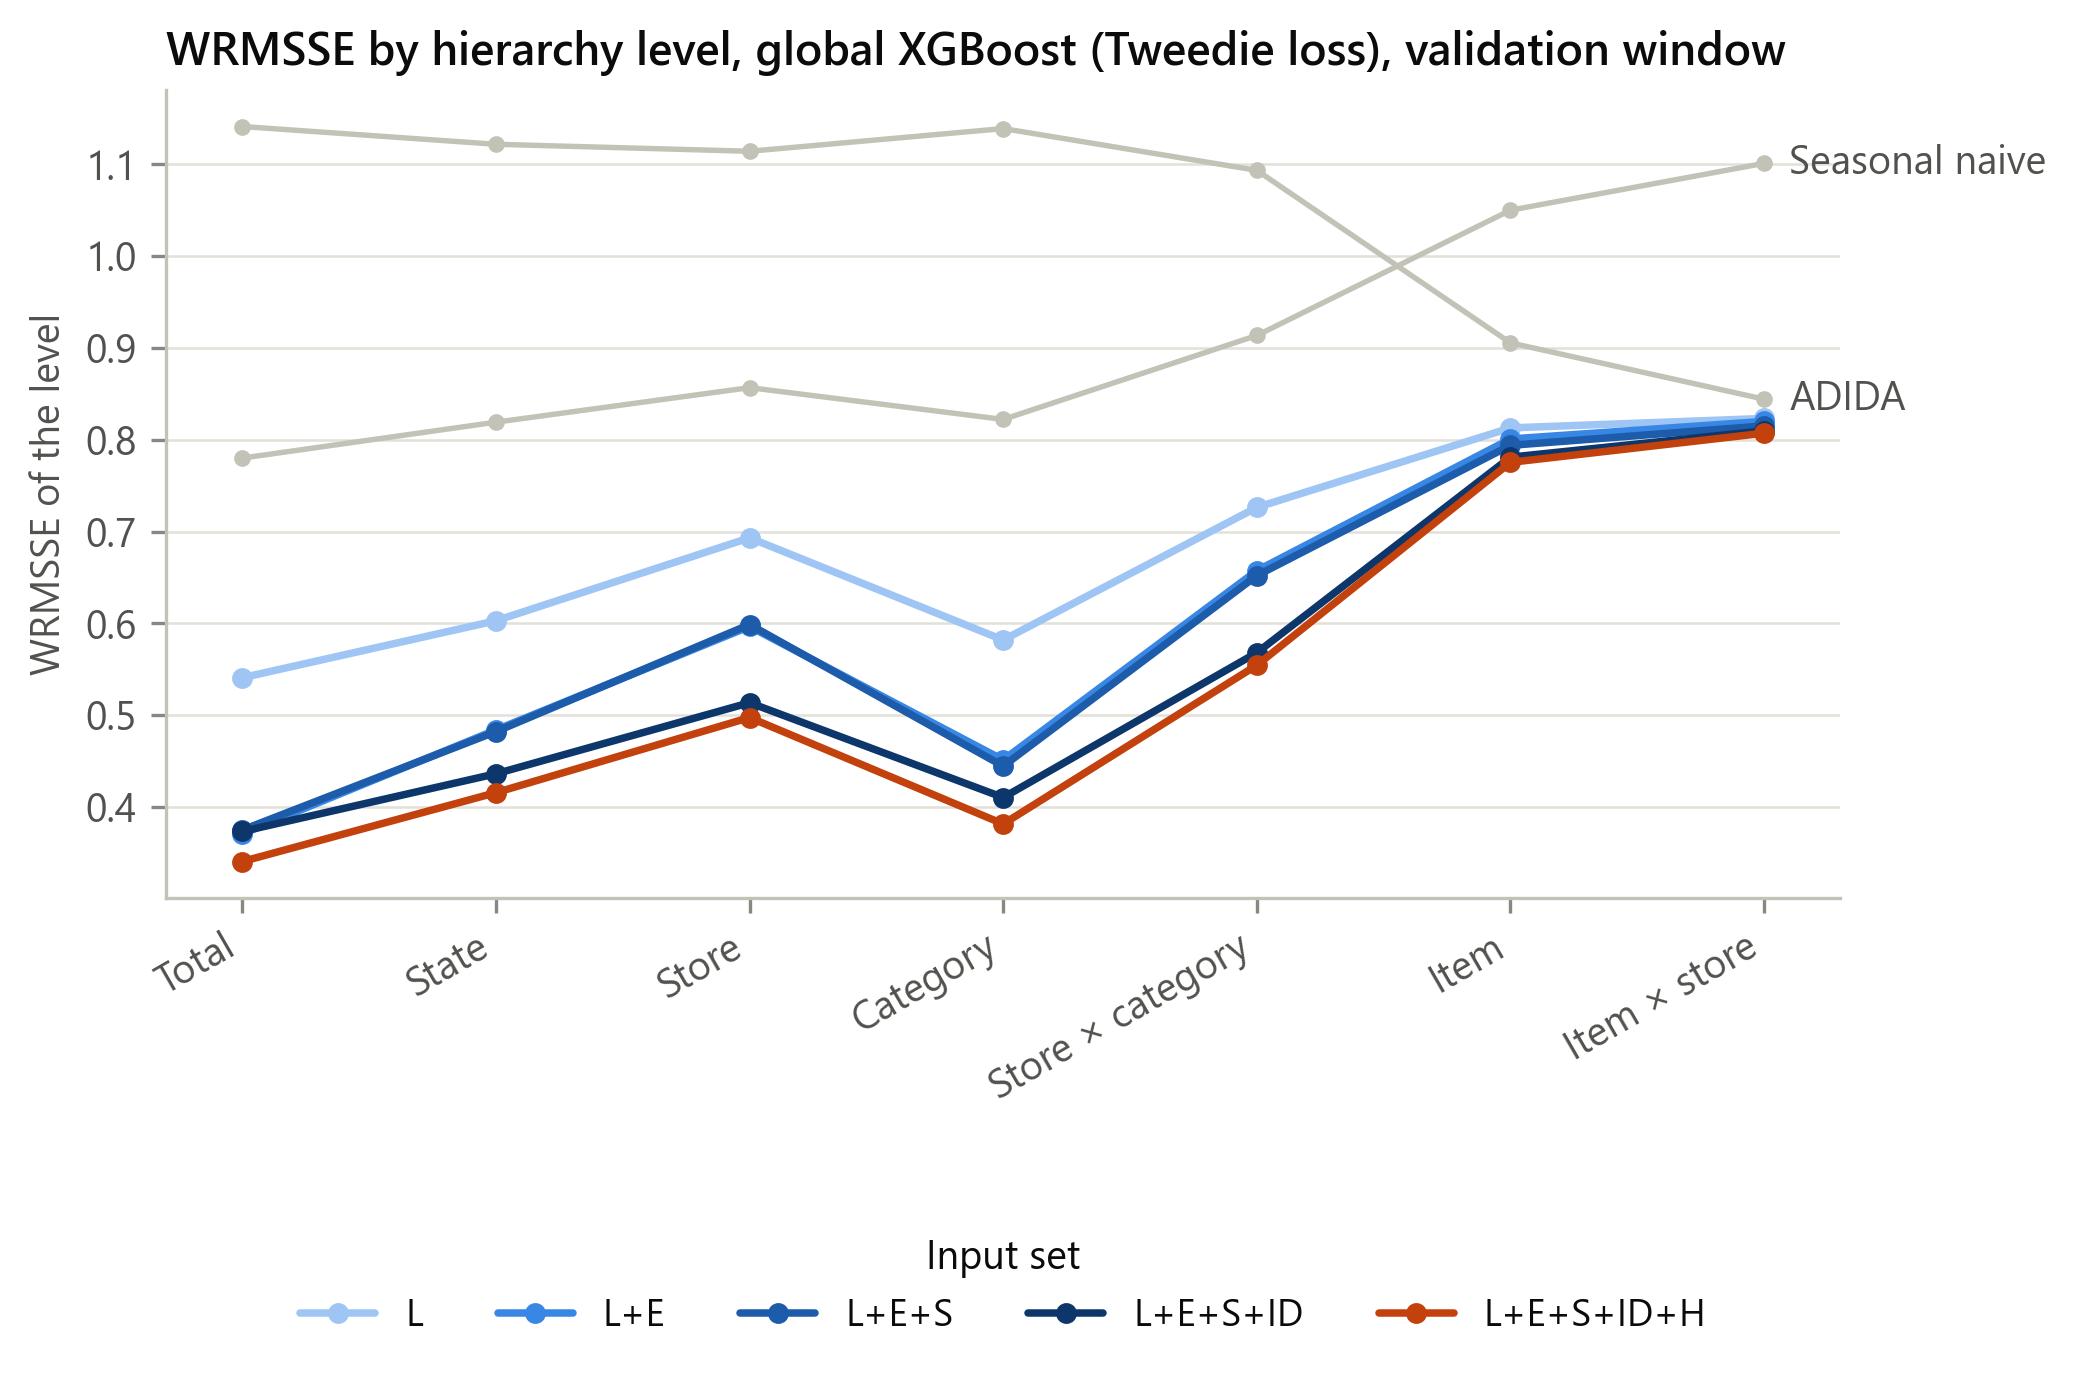 WRMSSE by hierarchy level, global XGBoost (Tweedie loss), validation window
WRMSSE of the level
1.1
1.0
0.9
0.8
0.7
0.6
0.5
0.4
Seasonal naive
ADIDA
Total
State
Store
Category
Store × category
Item
Item × store
Input set
L
L+E
L+E+S
L+E+S+ID
L+E+S+ID+H